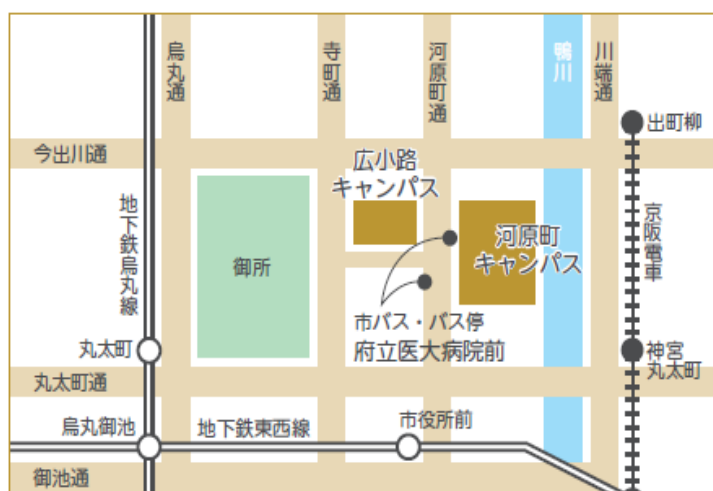 烏丸通
寺町通
河原町通
鴨川
川端通
出町柳
今出川通
広小路
キャンパス
地下鉄烏丸線
御所
河原町
キャンパス
京阪電車
市バス・バス停
府立医大病院前
丸太町
神宮
丸太町
丸太町通
烏丸御池
地下鉄東西線
市役所前
御池通